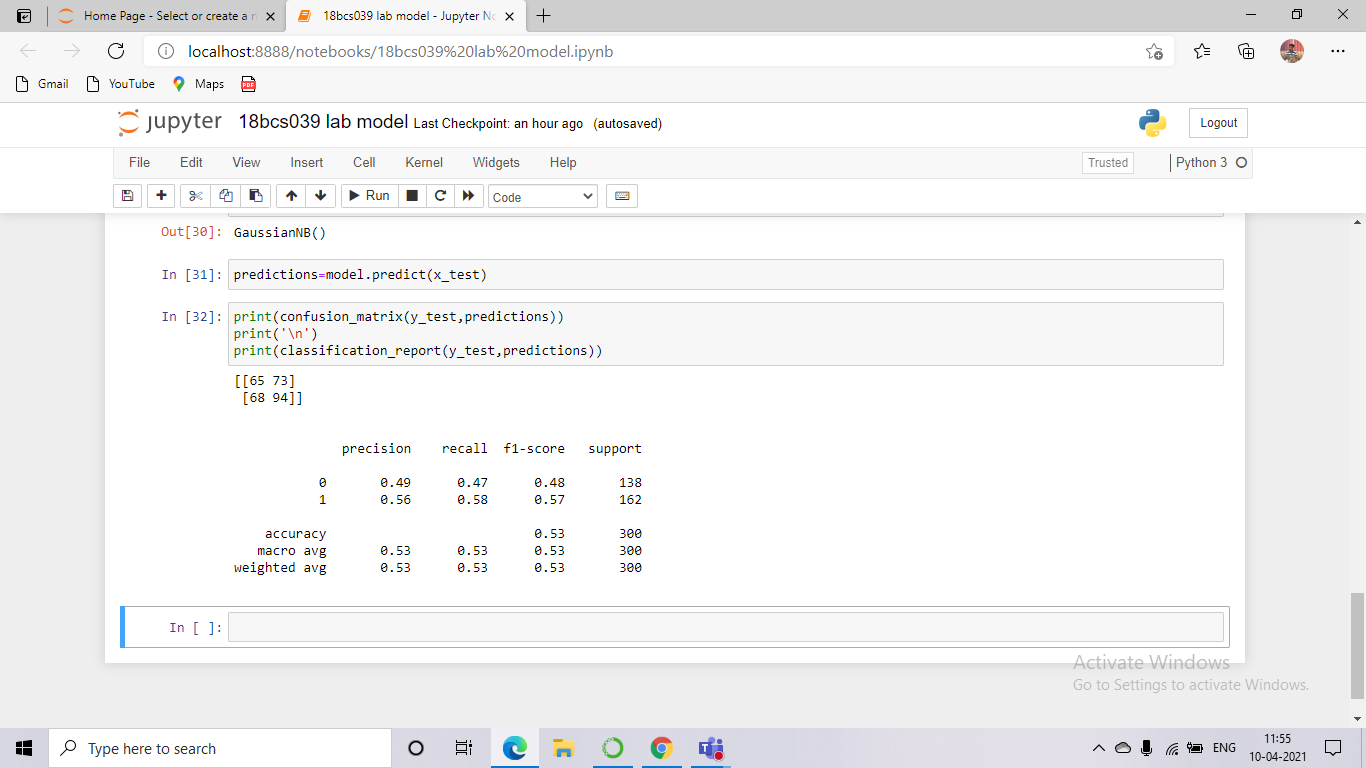 Home Page - Select or create a n
18bcs039 lab model - Jupyter No
localhost:8888/notebooks/18bcs039%20lab%20model.ipynb
Gmail YouTube Maps PDF
jupyter 18bcs039 lab model Last Checkpoint: an hour ago (autosaved) Logout
File Edit View Insert Cell Kernel Widgets Help Trusted Python 3
Run Code
Out[30]: GaussianNB()
In [31]: predictions=model.predict(x_test)
In [32]: print(confusion_matrix(y_test,predictions))
print('\n')
print(classification_report(y_test,predictions))
[[65 73]
[68 94]]
precision recall f1-score support
0 0.49 0.47 0.48 138
1 0.56 0.58 0.57 162
accuracy 0.53 300
macro avg 0.53 0.53 0.53 300
weighted avg 0.53 0.53 0.53 300
In [ ]:
Activate Windows
Go to Settings to activate Windows.
Type here to search
ENG
11:55
10-04-2021